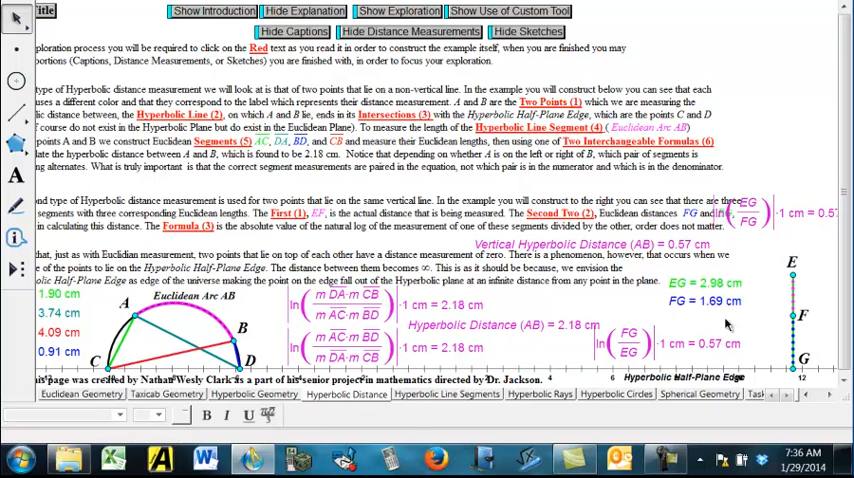 Title
Show Introduction Hide Explanation Show Exploration Show Use of Custom Tool
Hide Captions Hide Distance Measurements Hide Sketches
ploration process you will be required to click on the Red text as you read it in order to construct the example itself, when you are finished you may
portions (Captions, Distance Measurements, or Sketches) you are finished with, in order to focus your exploration.
type of Hyperbolic distance measurement we will look at is that of two points that lie on a non-vertical line. In the example you will construct below you can see that each
uses a different color and that they correspond to the label which represents their distance measurement. A and B are the Two Points (1) which we are measuring the
lic distance between, the Hyperbolic Line (2), on which A and B lie, ends in its Intersections (3) with the Hyperbolic Half-Plane Edge, which are the points C and D
f course do not exist in the Hyperbolic Plane but do exist in the Euclidean Plane). To measure the length of the Hyperbolic Line Segment (4) ( Euclidean Arc AB)
points A and B we construct Euclidean Segments (5) AC, DA, BD, and CB and measure their Euclidean lengths, then using one of Two Interchangeable Formulas (6)
late the hyperbolic distance between A and B, which is found to be 2.18 cm. Notice that depending on whether A is on the left or right of B, which pair of segments is
ng alternates. What is truly important is that the correct segment measurements are paired in the equation, not which pair is in the numerator and which is in the denominator.
ond type of Hyperbolic distance measurement is used for two points that lie on the same vertical line. In the example you will construct to the right you can see that there are three
segments with three corresponding Euclidean lengths. The First (1), EF, is the actual distance that is being measured. The Second Two (2), Euclidean distances FG and
in calculating this distance. The Formula (3) is the absolute value of the natural log of the measurement of one of these segments divided by the other, order does not matter.
|ln(EG/FG)|·1 cm = 0.57
Vertical Hyperbolic Distance (AB) = 0.57 cm
that, just as with Euclidian measurement, two points that lie on top of each other have a distance measurement of zero. There is a phenomenon, however, that occurs when we
e of the points to lie on the Hyperbolic Half-Plane Edge. The distance between them becomes ∞. This is as it should be because, we envision the
lic Half-Plane Edge as edge of the universe making the point on the edge fall out of the Hyperbolic plane at an infinite distance from any point in the plane.
E
EG = 2.98 cm
FG = 1.69 cm
1.90 cm
3.74 cm
4.09 cm
0.91 cm
A Euclidean Arc AB
B
C
D
|ln(m DA·m CB / m AC·m BD)|·1 cm = 2.18 cm
Hyperbolic Distance (AB) = 2.18 cm
|ln(m AC·m BD / m DA·m CB)|·1 cm = 2.18 cm
|ln(FG/EG)|·1 cm = 0.57 cm
F
G
his page was created by Nathan Wesly Clark as a part of his senior project in mathematics directed by Dr. Jackson.
4
6
Hyperbolic Half-Plane Edge
12
Euclidean Geometry Taxicab Geometry Hyperbolic Geometry Hyperbolic Distance Hyperbolic Line Segments Hyperbolic Rays Hyperbolic Circles Spherical Geometry Task
B I U
7:36 AM
1/29/2014